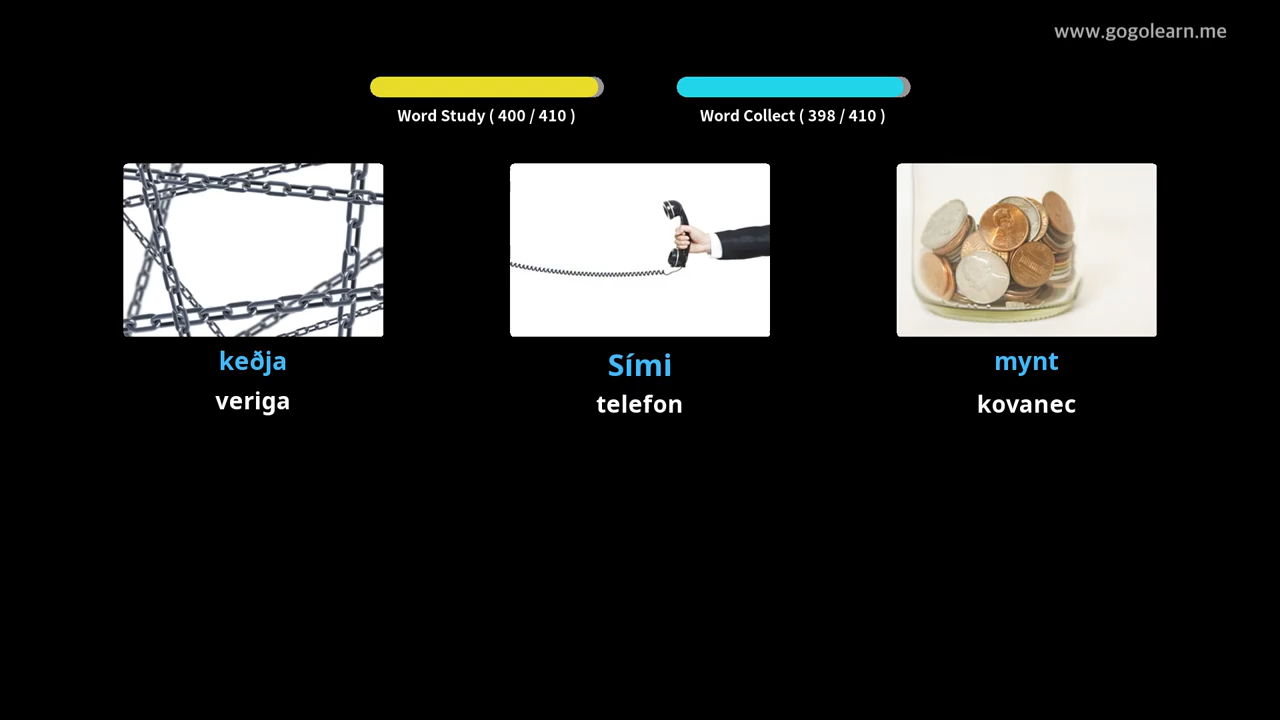 www.gogolearn.me
Word Study ( 400 / 410 )
Word Collect ( 398 / 410 )
keðja
veriga
Sími
telefon
mynt
kovanec